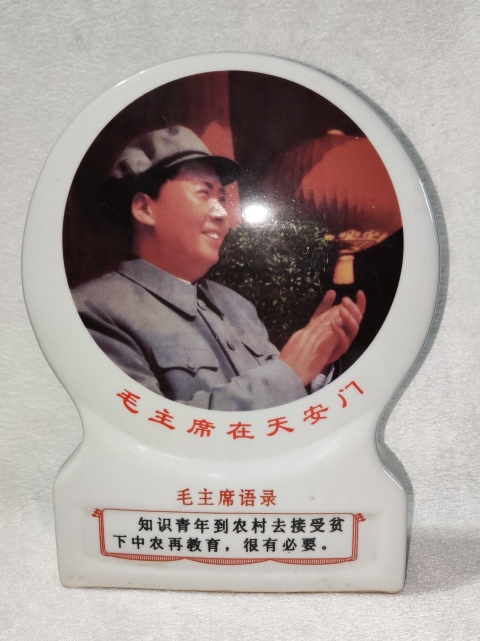 毛主席在天安门
毛主席语录
知识青年到农村去接受贫
下中农再教育，很有必要。